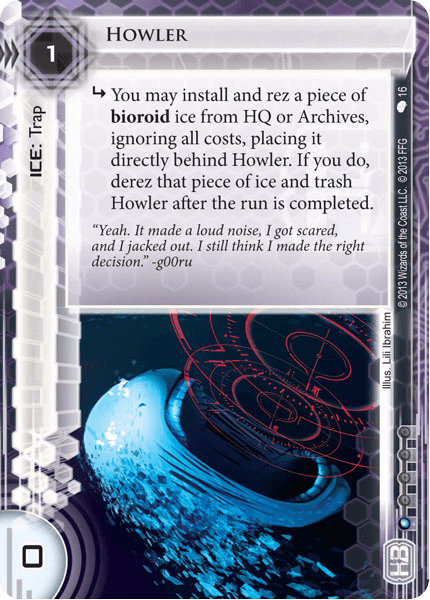 Howler
1
ICE: Trap
↳ You may install and rez a piece of
bioroid ice from HQ or Archives,
ignoring all costs, placing it
directly behind Howler. If you do,
derez that piece of ice and trash
Howler after the run is completed.
“Yeah. It made a loud noise, I got scared,
and I jacked out. I still think I made the right
decision.” -g00ru
© 2013 Wizards of the Coast LLC. © 2013 FFG
16
Illus. Lili Ibrahim
0
HB